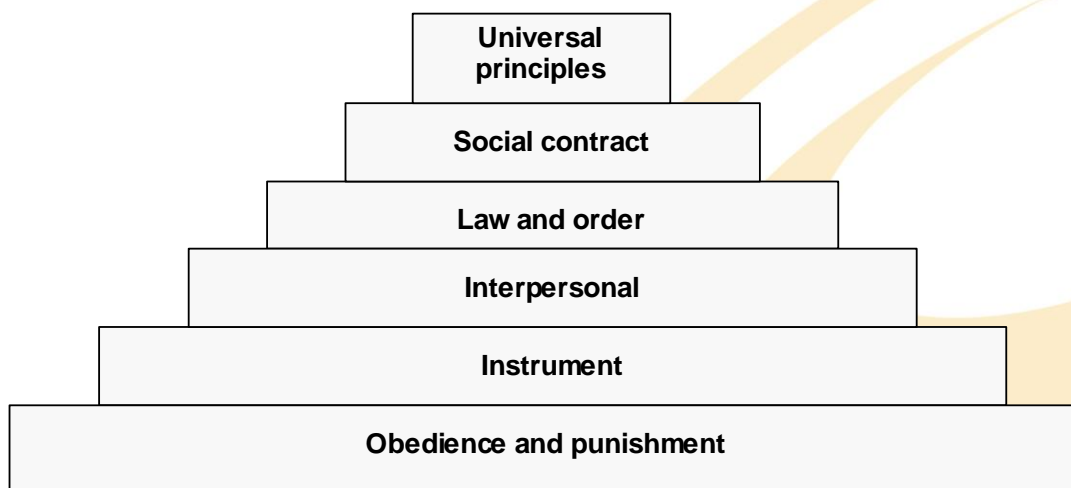 Universal
principles
Social contract
Law and order
Interpersonal
Instrument
Obedience and punishment